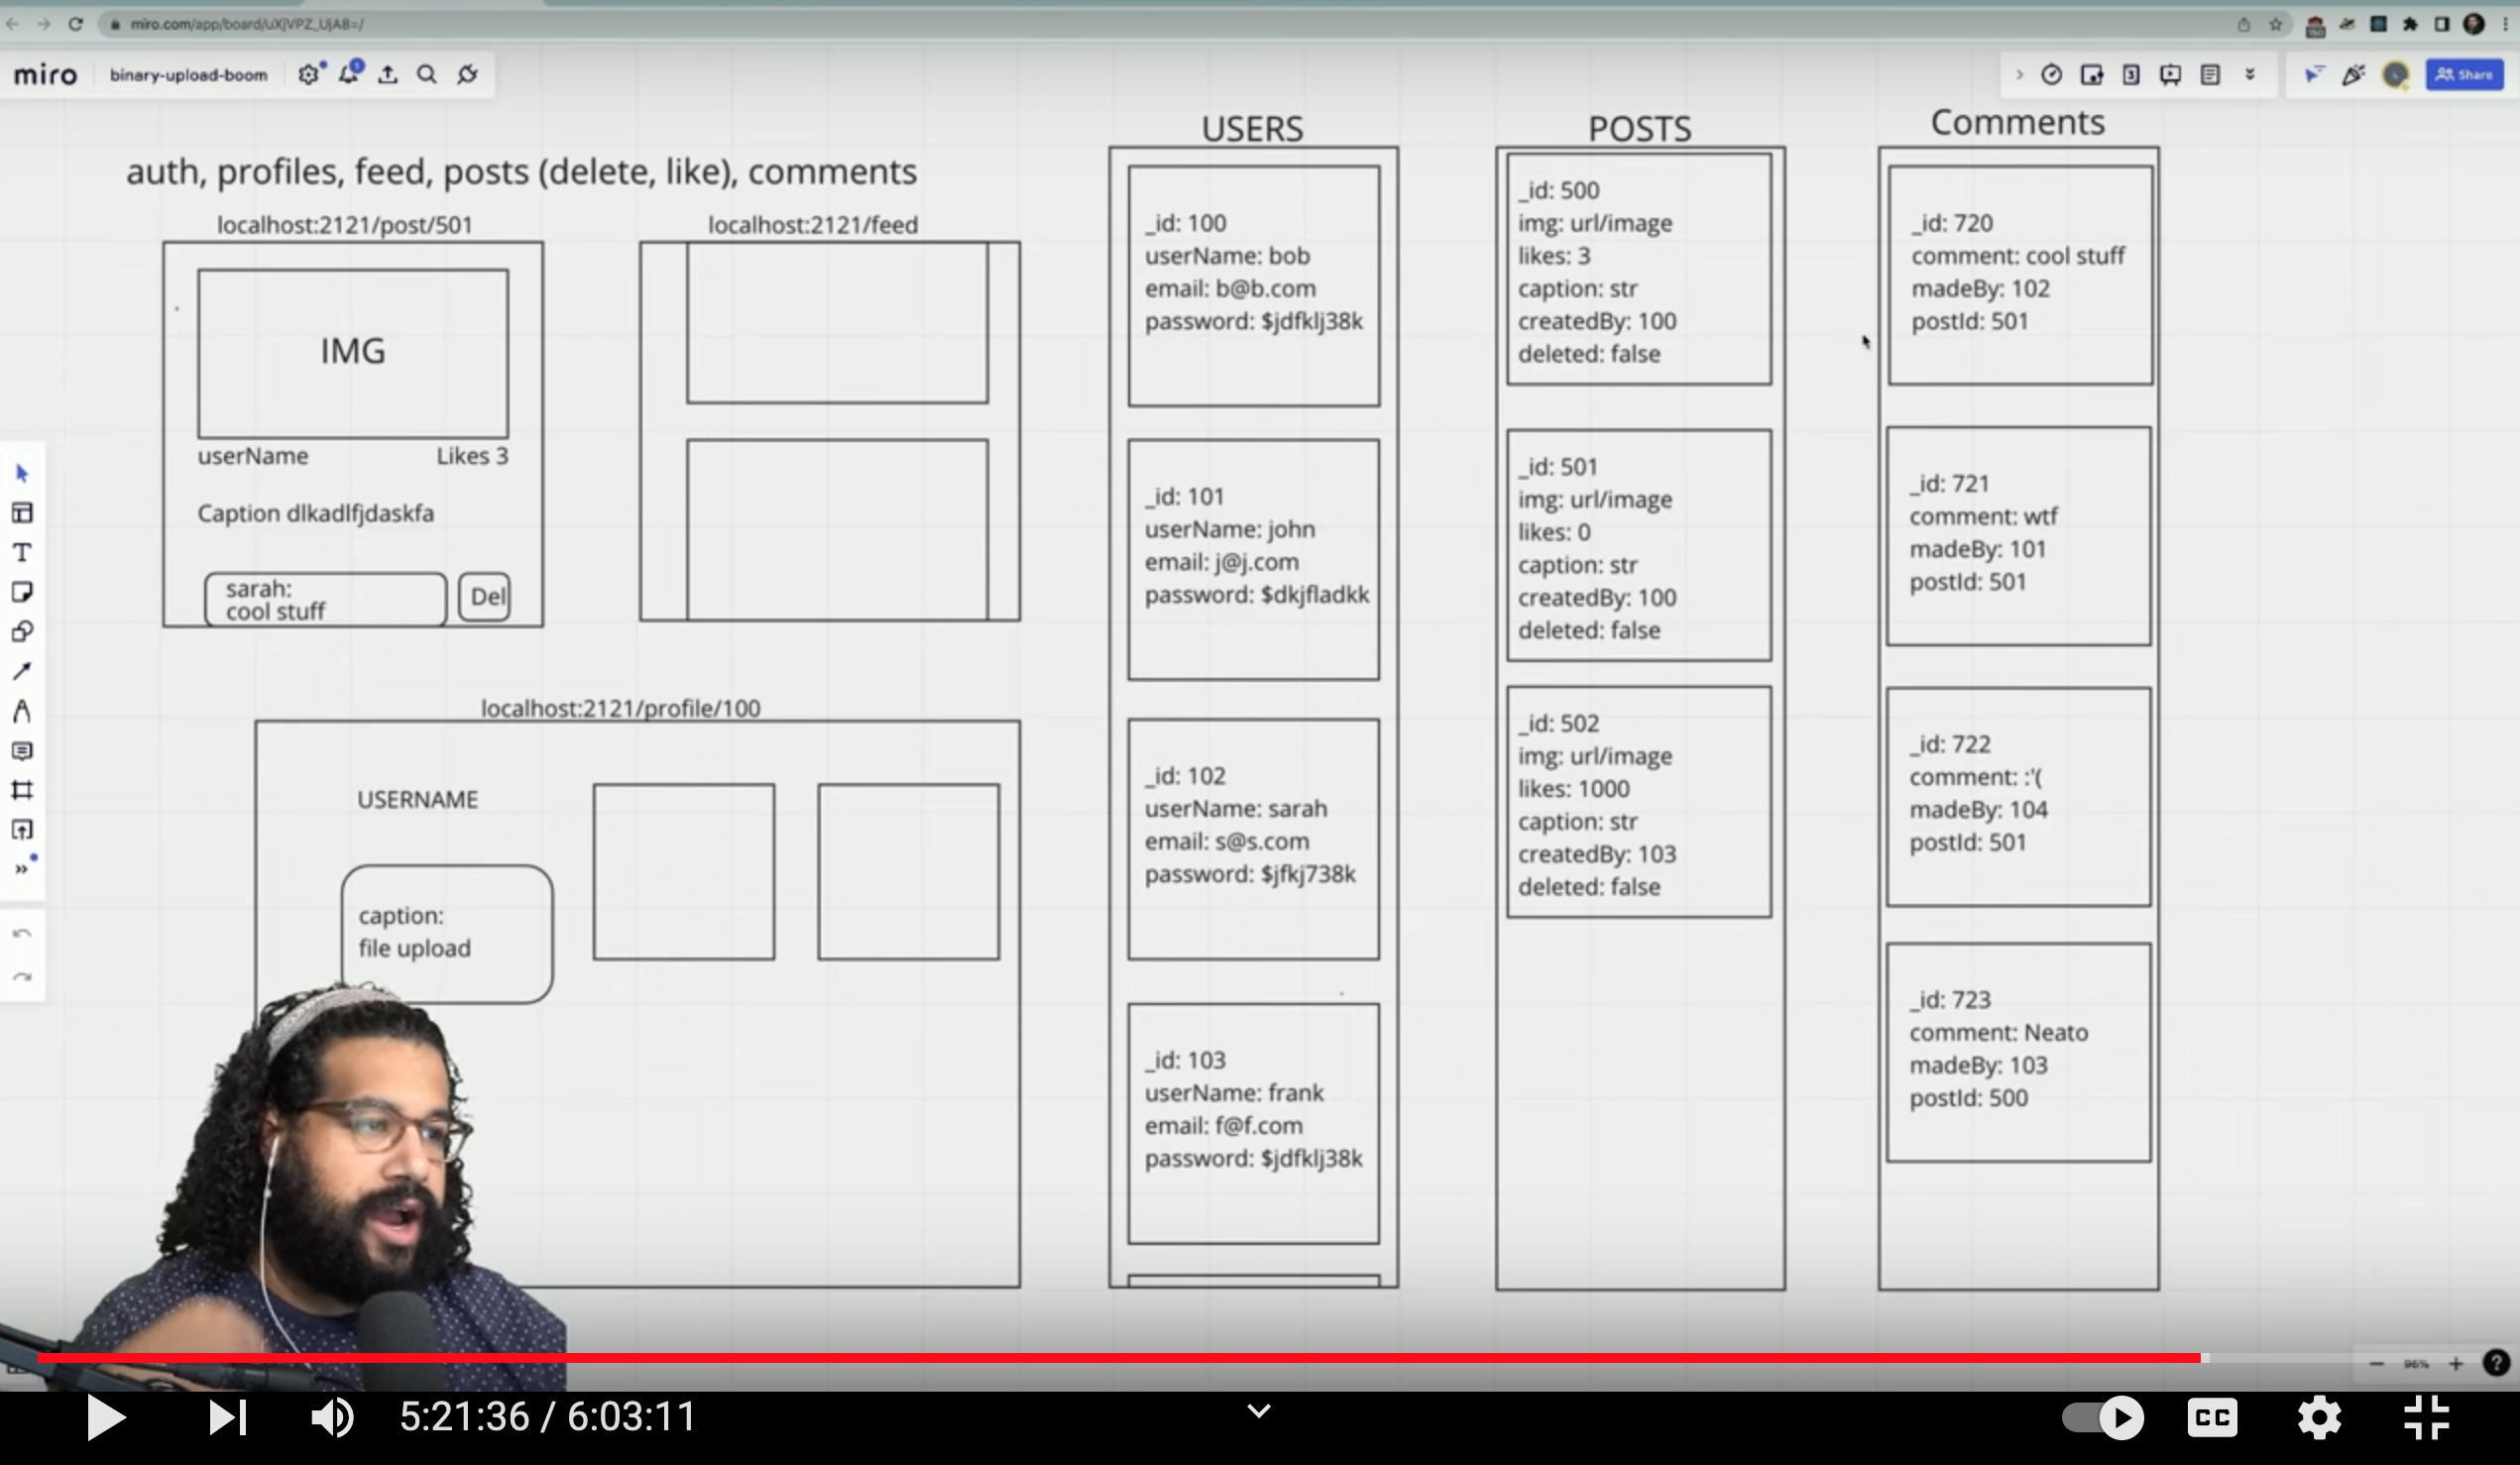 miro.com/app/board/uXjVPZ_UjA8=/
miro
binary-upload-boom
1
3
Share
auth, profiles, feed, posts (delete, like), comments
localhost:2121/post/501
IMG
userName
Likes 3
Caption dlkadlfjdaskfa
sarah:
cool stuff
Del
localhost:2121/feed
localhost:2121/profile/100
USERNAME
caption:
file upload
USERS
_id: 100
userName: bob
email: b@b.com
password: $jdfklj38k
_id: 101
userName: john
email: j@j.com
password: $dkjfladkk
_id: 102
userName: sarah
email: s@s.com
password: $jfkj738k
_id: 103
userName: frank
email: f@f.com
password: $jdfklj38k
POSTS
_id: 500
img: url/image
likes: 3
caption: str
createdBy: 100
deleted: false
_id: 501
img: url/image
likes: 0
caption: str
createdBy: 100
deleted: false
_id: 502
img: url/image
likes: 1000
caption: str
createdBy: 103
deleted: false
Comments
_id: 720
comment: cool stuff
madeBy: 102
postId: 501
_id: 721
comment: wtf
madeBy: 101
postId: 501
_id: 722
comment: :'(
madeBy: 104
postId: 501
_id: 723
comment: Neato
madeBy: 103
postId: 500
96%
?
5:21:36 / 6:03:11
CC